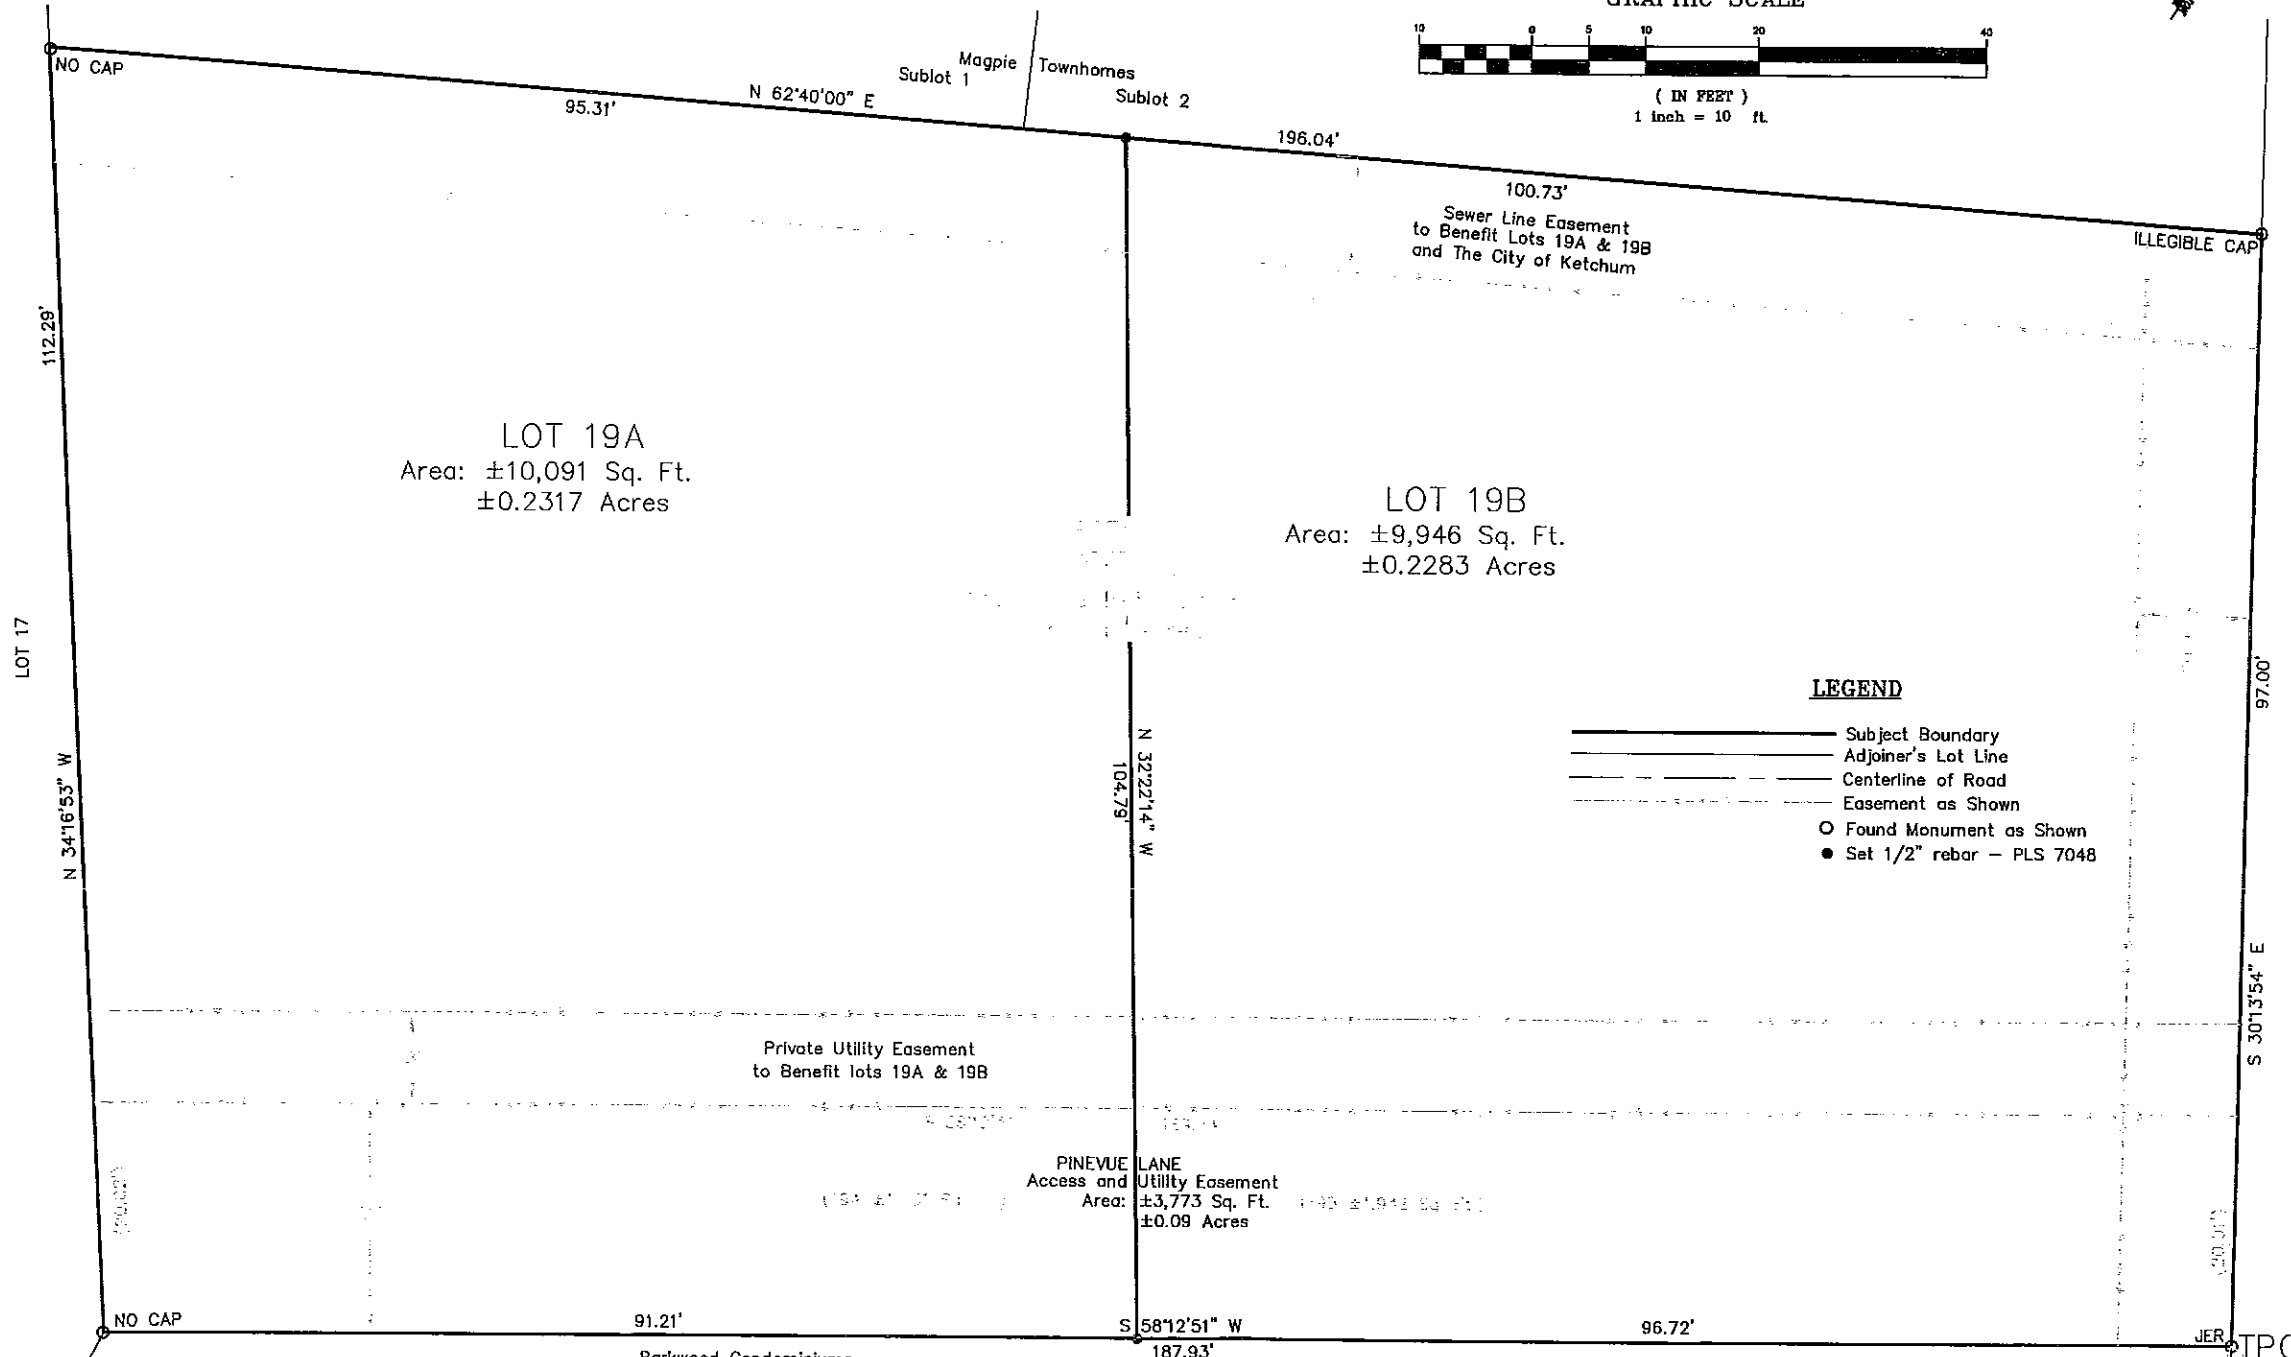 GRAPHIC SCALE
10 0 5 10 20 40
( IN FEET )
1 inch = 10 ft.
NO CAP
Magpie Townhomes
Sublot 1
Sublot 2
N 62°40'00" E
95.31'
196.04'
100.73'
Sewer Line Easement
to Benefit Lots 19A & 19B
and The City of Ketchum
ILLEGIBLE CAP
112.29'
LOT 19A
Area: ±10,091 Sq. Ft.
±0.2317 Acres
LOT 19B
Area: ±9,946 Sq. Ft.
±0.2283 Acres
LOT 17
N 34°16'53" W
N 32°22'14" W
104.79'
97.00'
S 30°13'54" E
LEGEND
Subject Boundary
Adjoiner's Lot Line
Centerline of Road
Easement as Shown
Found Monument as Shown
Set 1/2" rebar – PLS 7048
Private Utility Easement
to Benefit lots 19A & 19B
PINEVUE LANE
Access and Utility Easement
Area: ±3,773 Sq. Ft.
±0.09 Acres
NO CAP
91.21'
S 58°12'51" W
96.72'
JER
187.93'